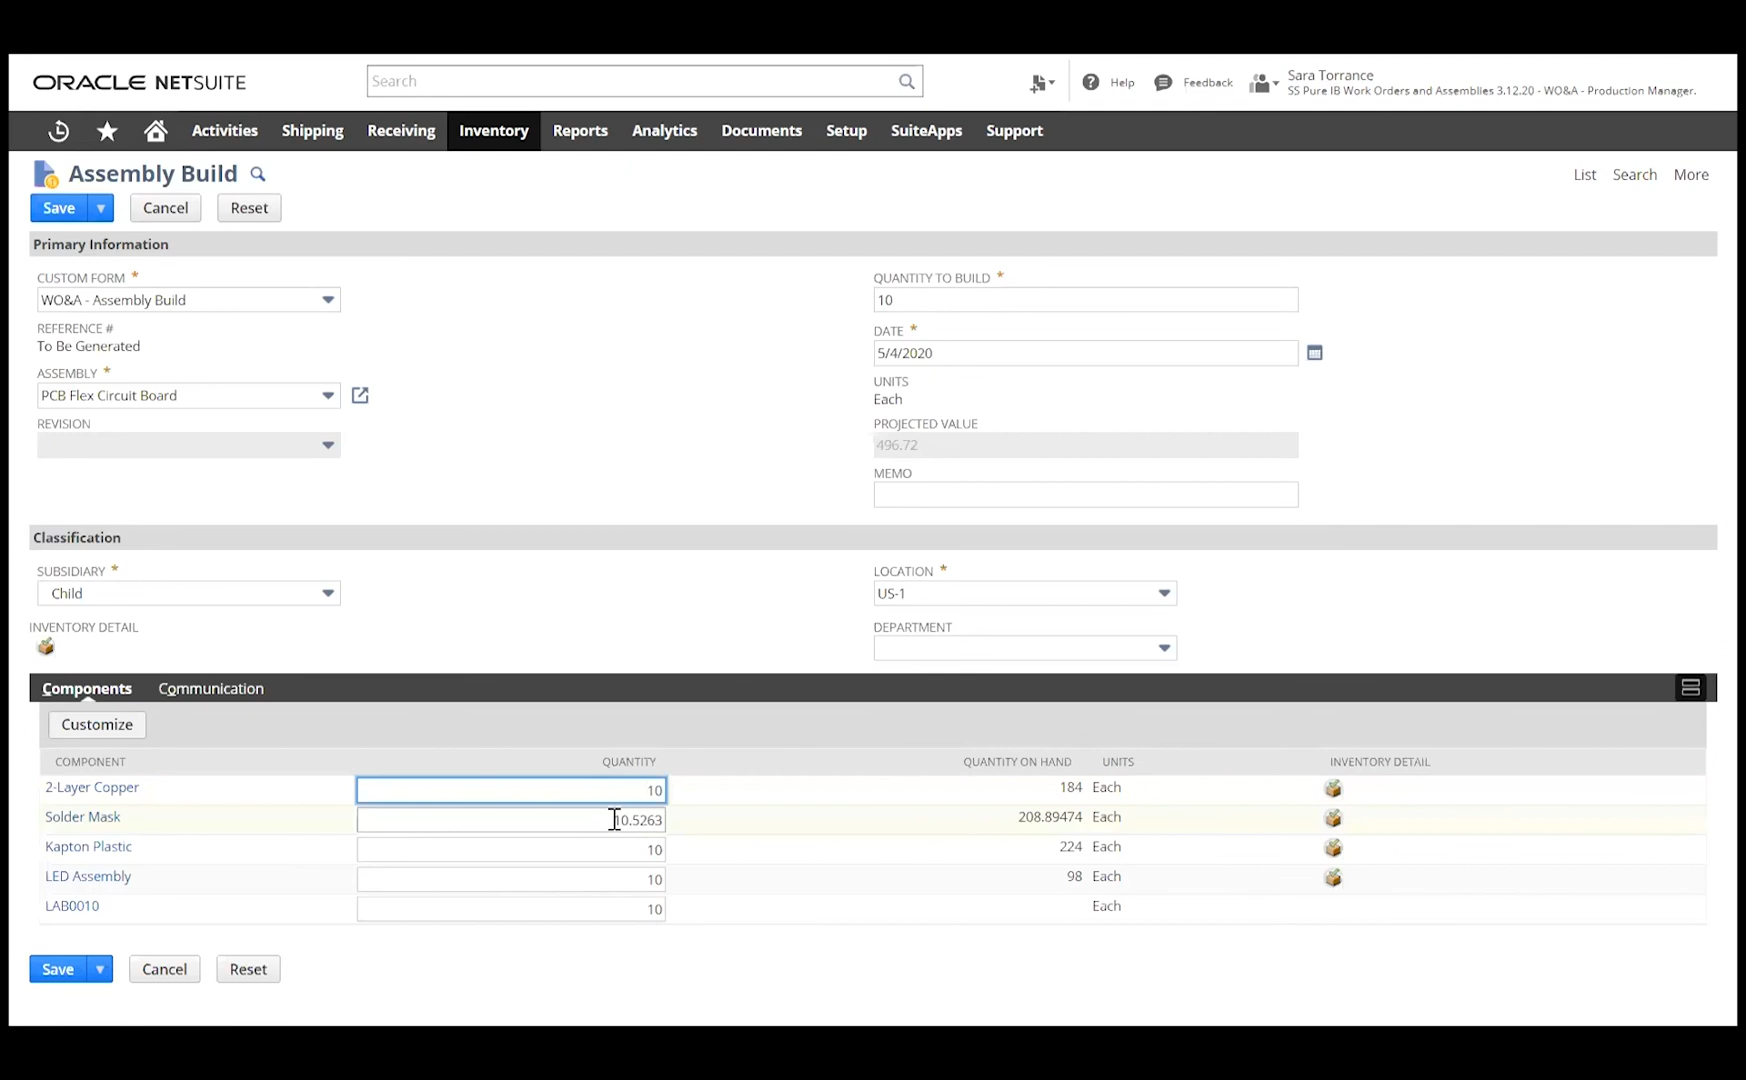 ORACLE NETSUITE
Search
Help
Feedback
Sara Torrance
SS Pure IB Work Orders and Assemblies 3.12.20 - WO&A - Production Manager.
Activities Shipping Receiving Inventory Reports Analytics Documents Setup SuiteApps Support
Assembly Build
List Search More
Save Cancel Reset
Primary Information
CUSTOM FORM *
WO&A - Assembly Build
REFERENCE #
To Be Generated
ASSEMBLY *
PCB Flex Circuit Board
REVISION
QUANTITY TO BUILD *
10
DATE *
5/4/2020
UNITS
Each
PROJECTED VALUE
496.72
MEMO
Classification
SUBSIDIARY *
Child
INVENTORY DETAIL
LOCATION *
US-1
DEPARTMENT
Components Communication
Customize
COMPONENT QUANTITY QUANTITY ON HAND UNITS INVENTORY DETAIL
2-Layer Copper 10 184 Each
Solder Mask 10.5263 208.89474 Each
Kapton Plastic 10 224 Each
LED Assembly 10 98 Each
LAB0010 10 Each
Save Cancel Reset